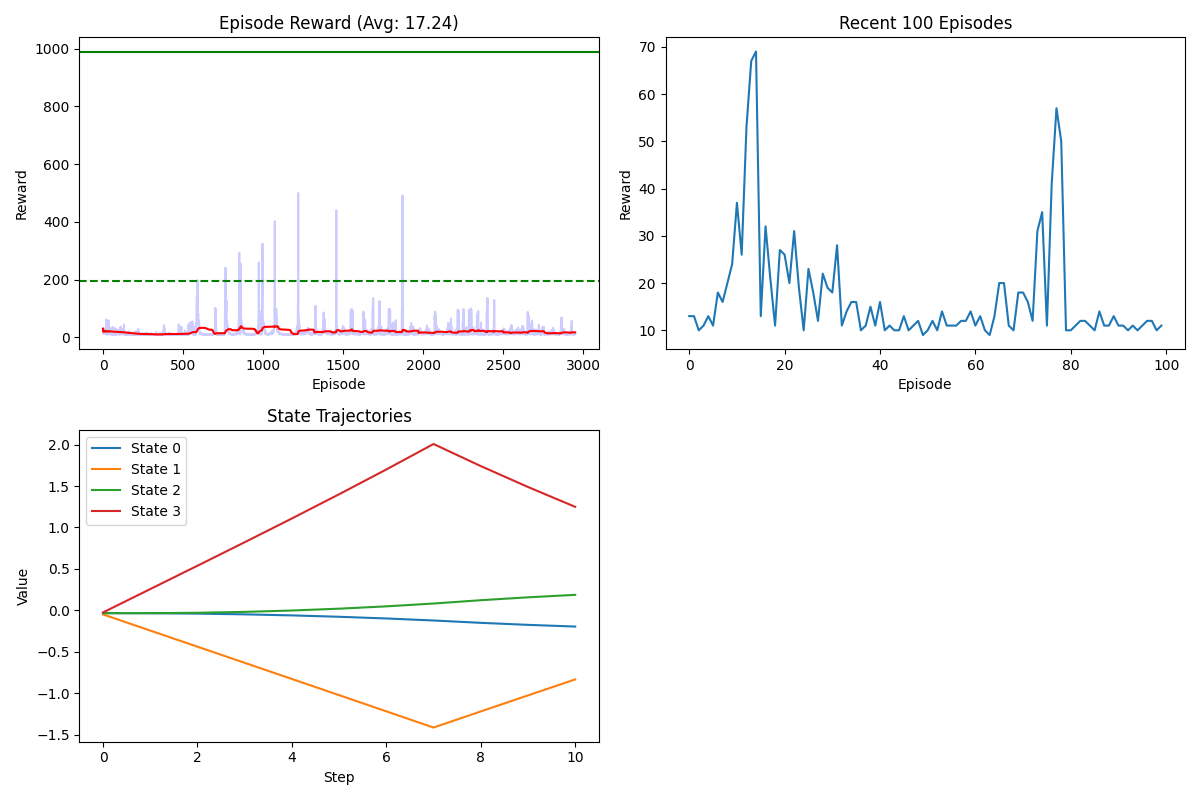 Episode Reward (Avg: 17.24)
1000
800
600
400
200
0
Reward
0 500 1000 1500 2000 2500 3000
Episode
Recent 100 Episodes
70
60
50
40
30
20
10
Reward
0 20 40 60 80 100
Episode
State Trajectories
2.0
1.5
1.0
0.5
0.0
−0.5
−1.0
−1.5
Value
State 0
State 1
State 2
State 3
0 2 4 6 8 10
Step